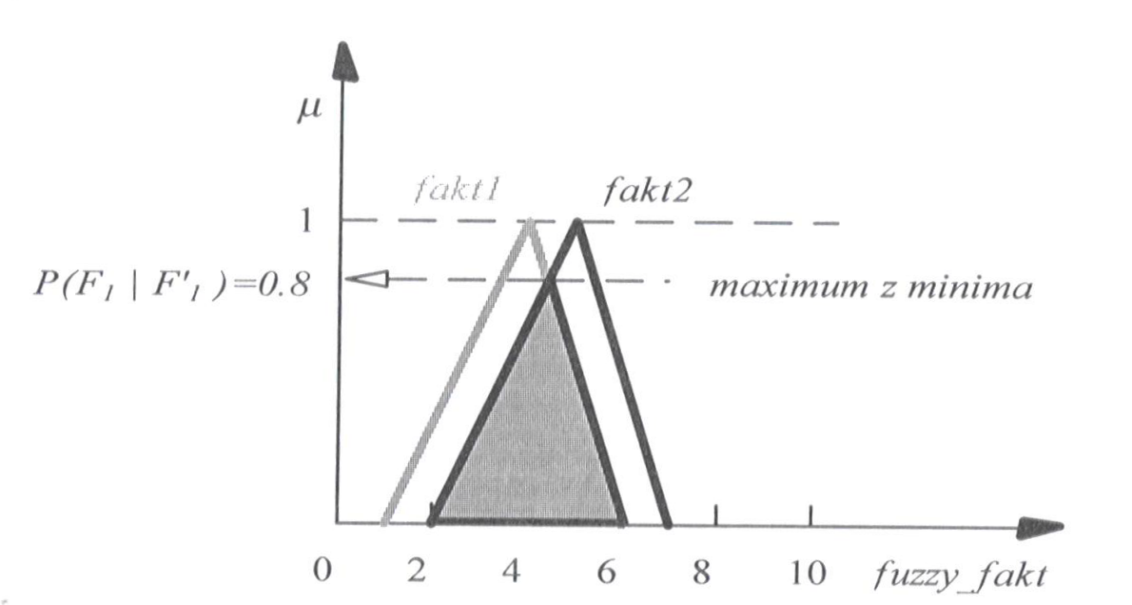 μ
fakt1 fakt2
1
P(F₁ | F'₁ )=0.8 maximum z minima
0 2 4 6 8 10 fuzzy_fakt